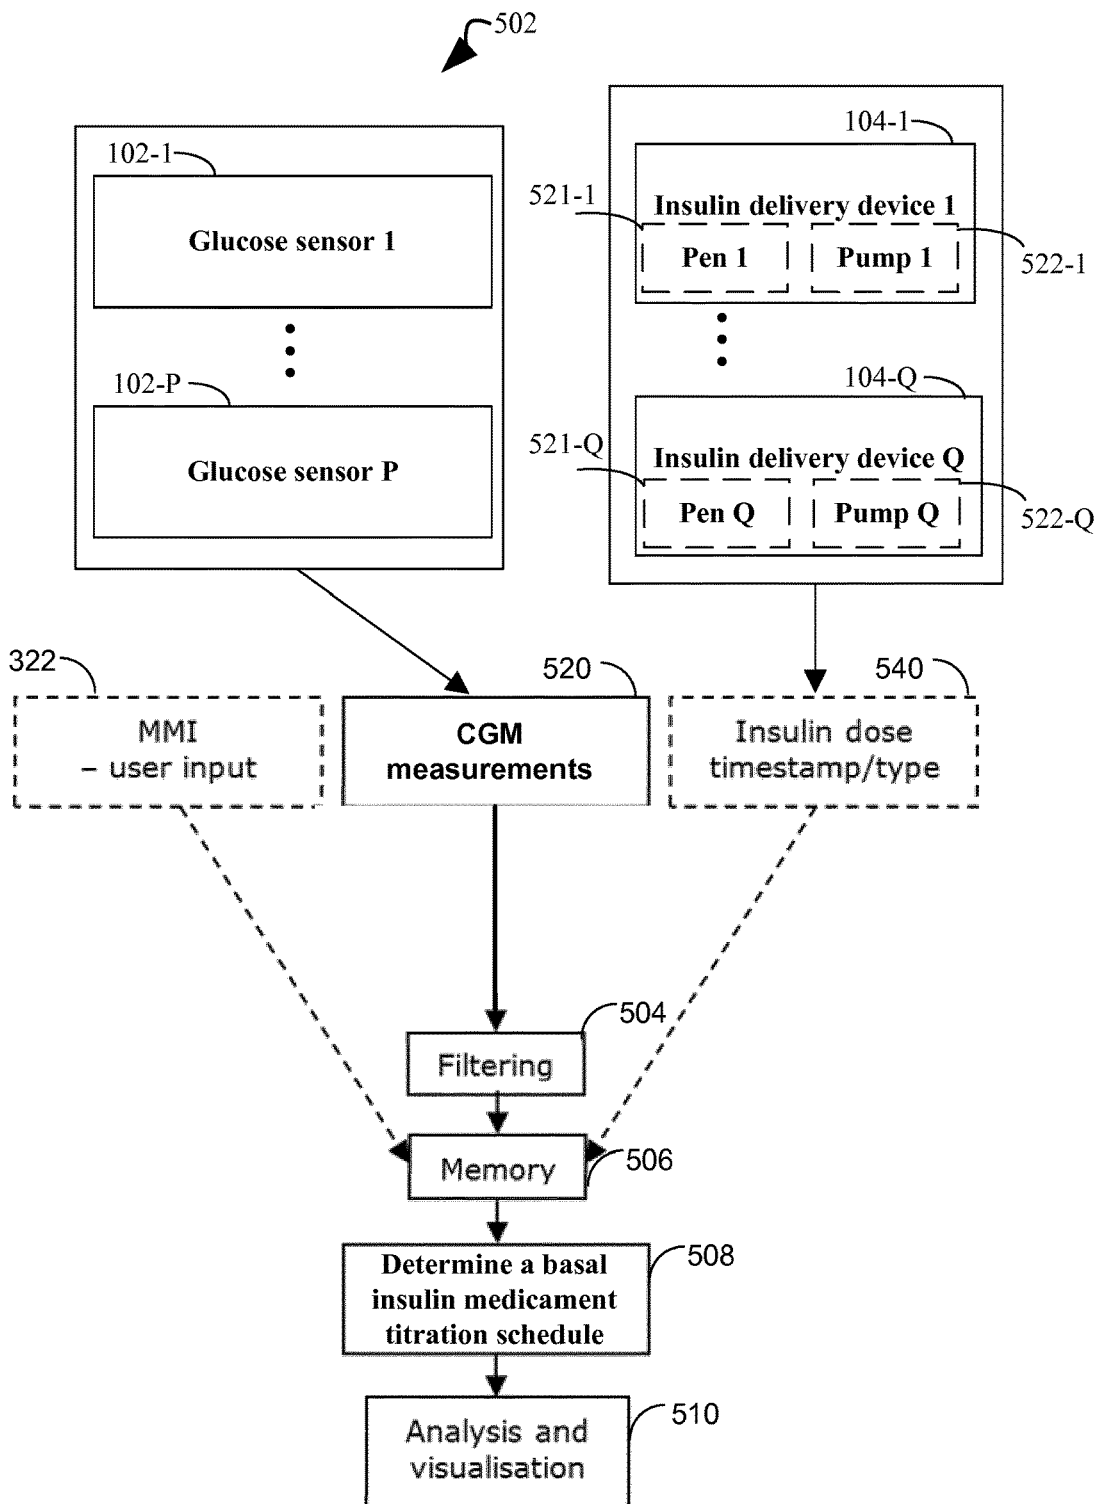 502
102-1
Glucose sensor 1
102-P
Glucose sensor P
104-1
521-1
Insulin delivery device 1
Pen 1
Pump 1
522-1
104-Q
521-Q
Insulin delivery device Q
Pen Q
Pump Q
522-Q
322
MMI
– user input
520
CGM
measurements
540
Insulin dose
timestamp/type
504
Filtering
Memory
506
508
Determine a basal
insulin medicament
titration schedule
510
Analysis and
visualisation